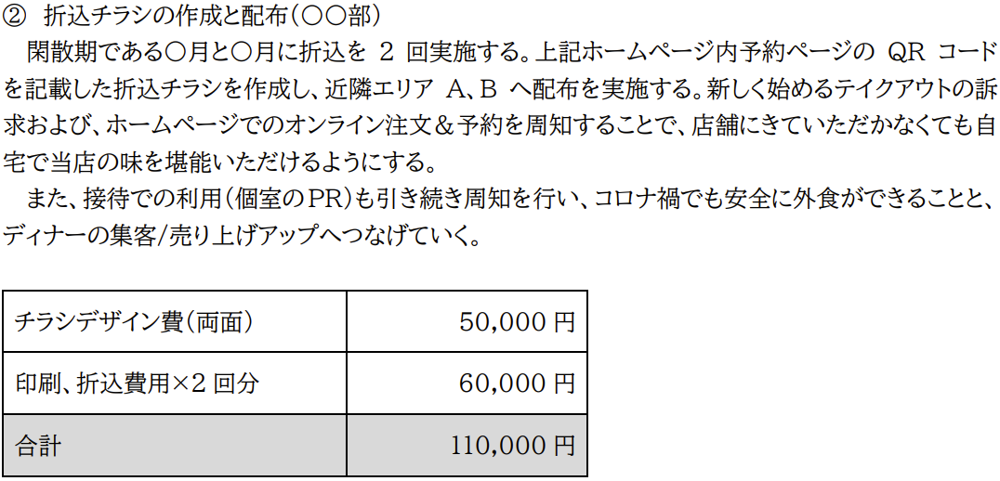 ② 折込チラシの作成と配布（〇〇部）
閑散期である〇月と〇月に折込を 2 回実施する。上記ホームページ内予約ページの QR コード
を記載した折込チラシを作成し、近隣エリア A、B へ配布を実施する。新しく始めるテイクアウトの訴
求および、ホームページでのオンライン注文＆予約を周知することで、店舗にきていただかなくても自
宅で当店の味を堪能いただけるようにする。
また、接待での利用（個室のPR）も引き続き周知を行い、コロナ禍でも安全に外食ができることと、
ディナーの集客/売り上げアップへつなげていく。
チラシデザイン費（両面） 50,000 円
印刷、折込費用×2 回分 60,000 円
合計 110,000 円